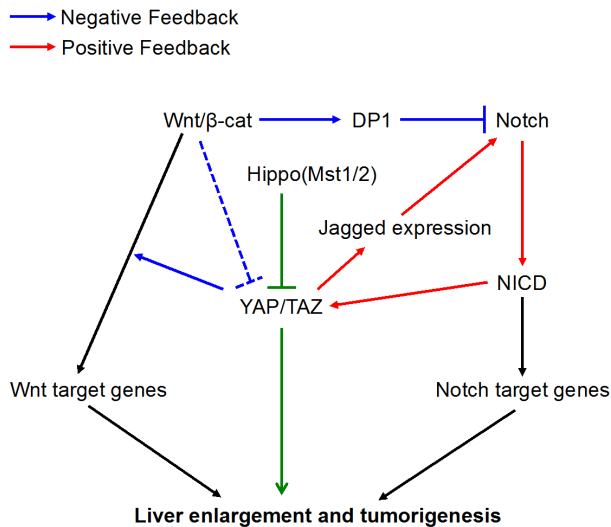 Negative Feedback
Positive Feedback
Wnt/β-cat
DP1
Notch
Hippo(Mst1/2)
Jagged expression
YAP/TAZ
NICD
Wnt target genes
Notch target genes
Liver enlargement and tumorigenesis